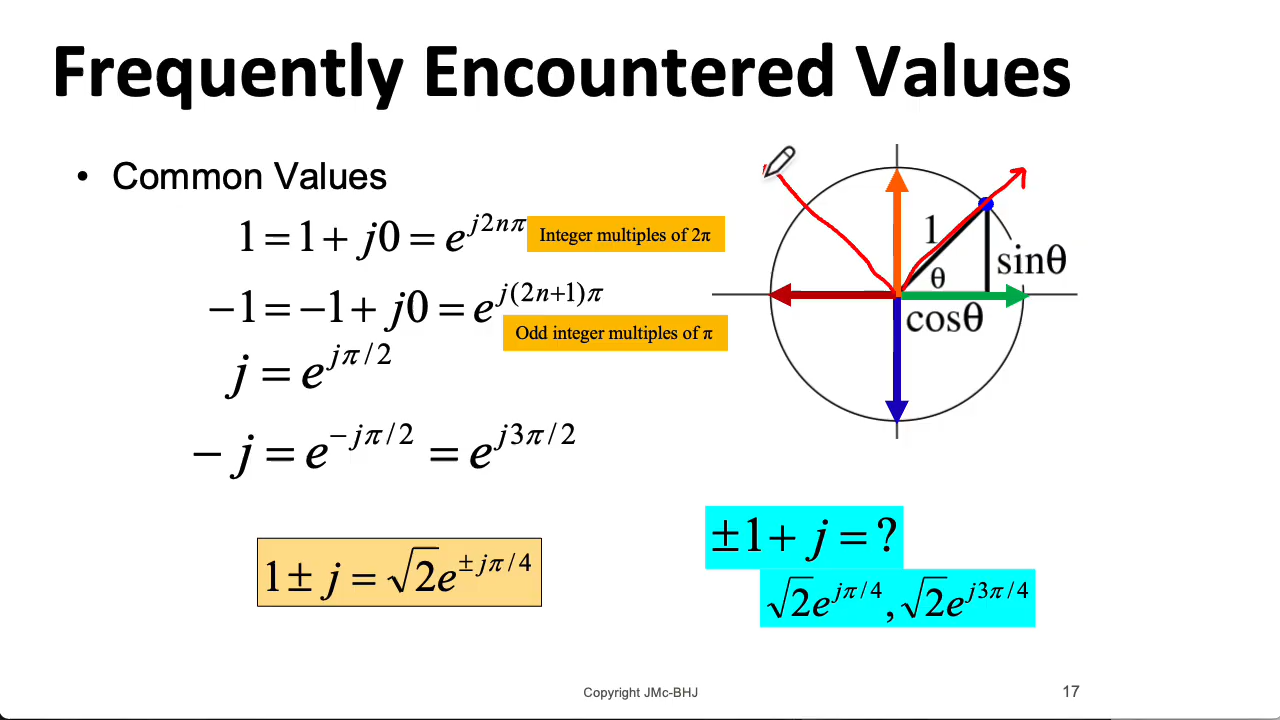 Frequently Encountered Values
• Common Values
1 = 1 + j0 = e^{j2nπ} Integer multiples of 2π
−1 = −1 + j0 = e^{j(2n+1)π}
Odd integer multiples of π
j = e^{jπ/2}
− j = e^{−jπ/2} = e^{j3π/2}
1 ± j = √2e^{±jπ/4}
1
θ
sinθ
cosθ
±1 + j = ?
√2e^{jπ/4}, √2e^{j3π/4}
Copyright JMc-BHJ
17